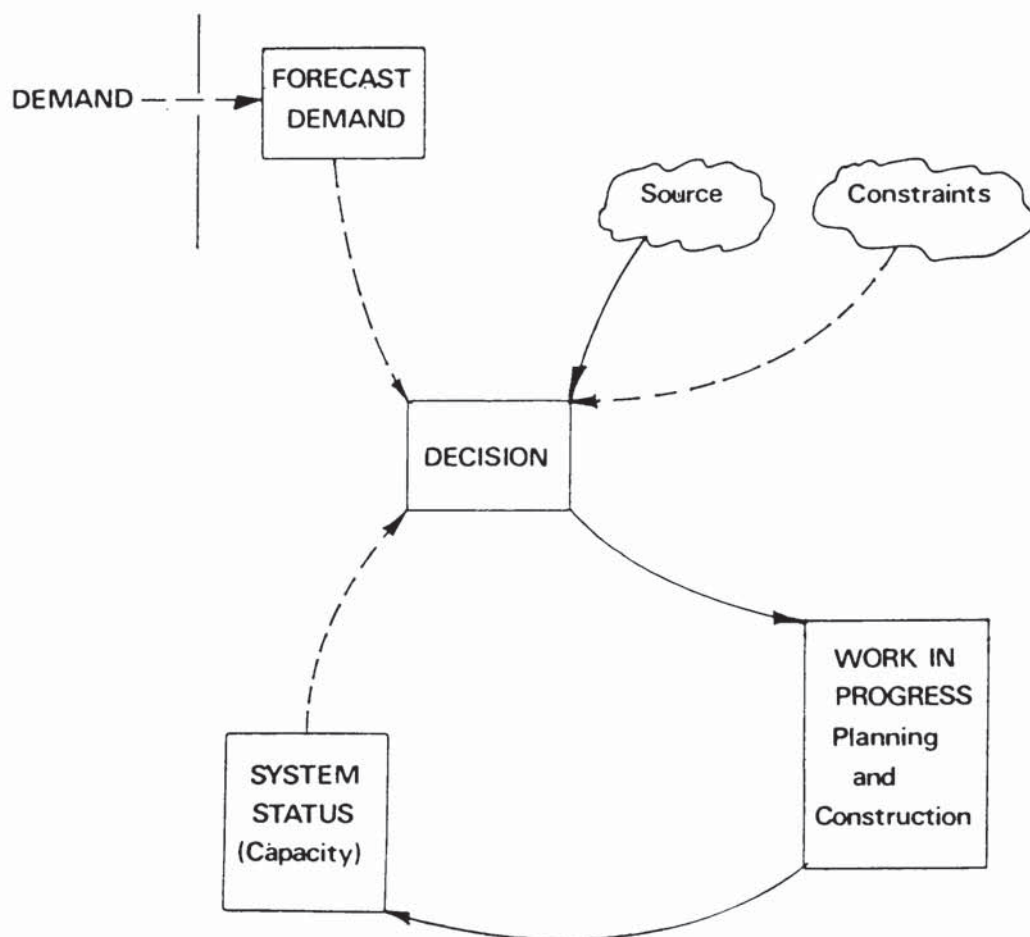 FORECAST
DEMAND
DEMAND
Source
Constraints
DECISION
WORK IN
PROGRESS
Planning
and
Construction
SYSTEM
STATUS
(Capacity)